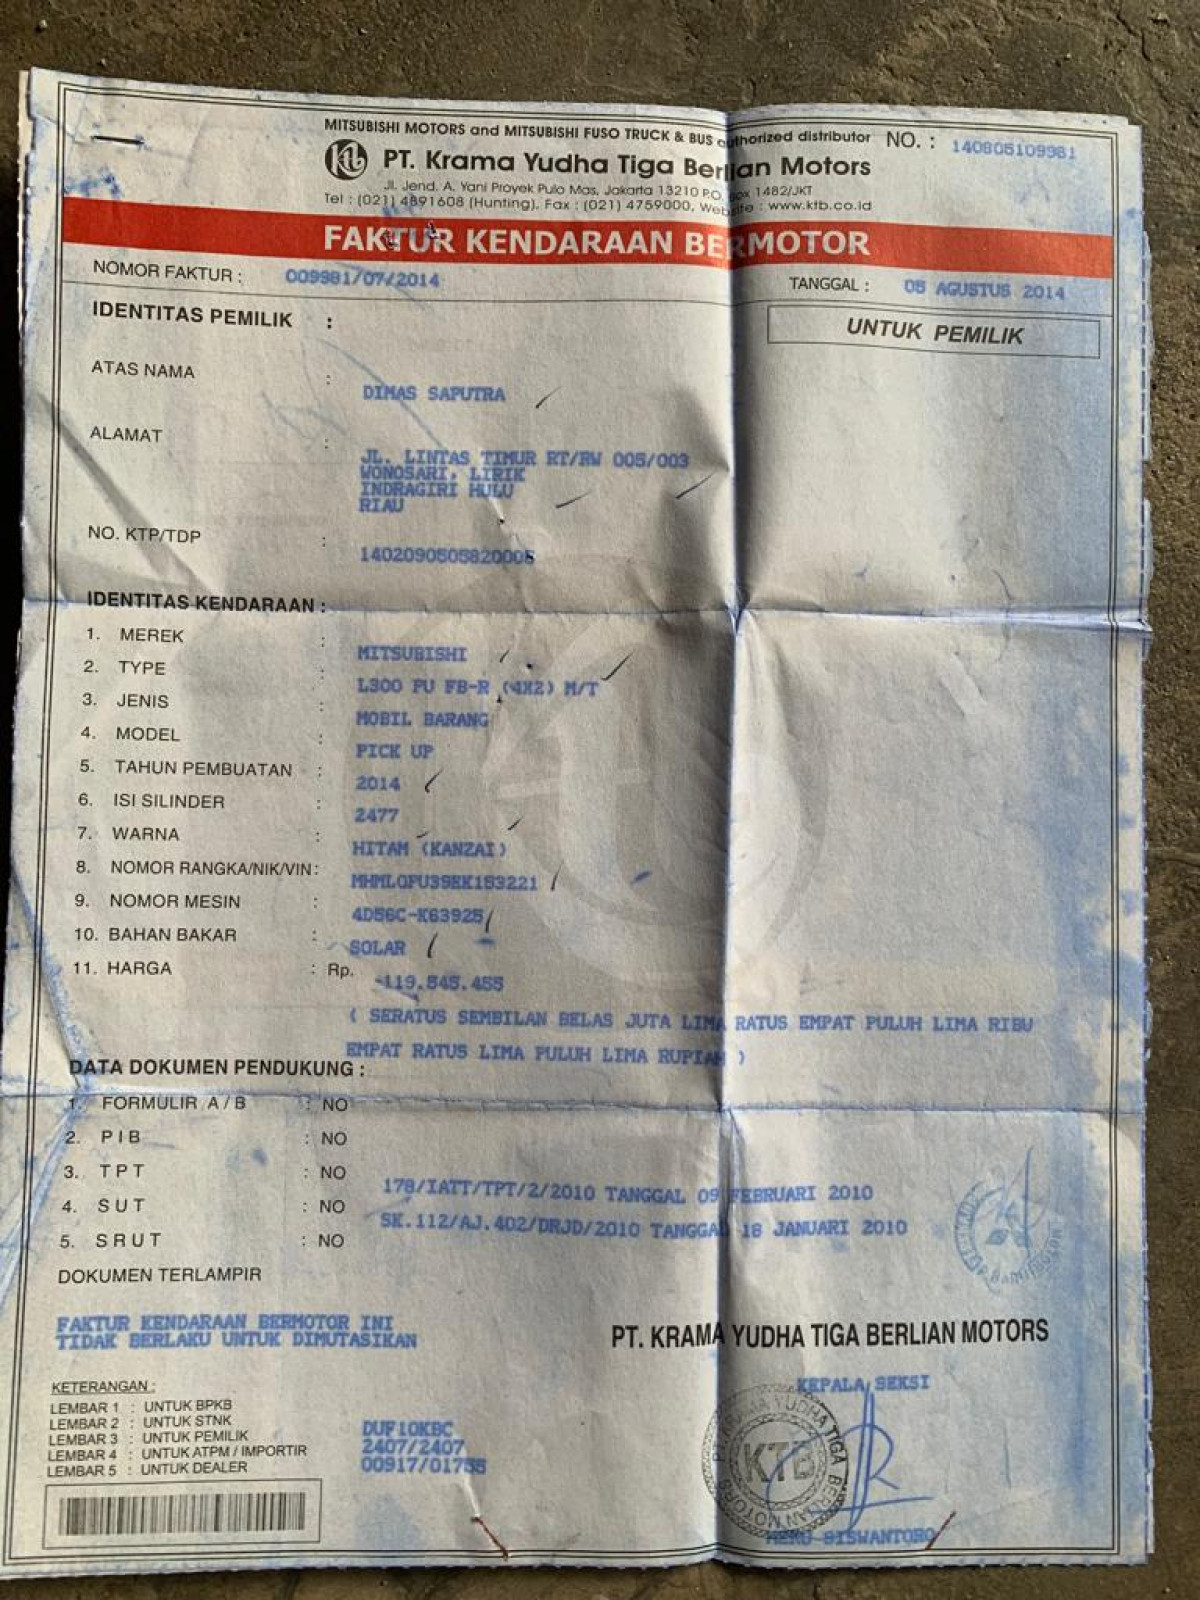 MITSUBISHI MOTORS and MITSUBISHI FUSO TRUCK & BUS authorized distributor
NO. : 140805109981
PT. Krama Yudha Tiga Berlian Motors
Jl. Jend. A. Yani Proyek Pulo Mas, Jakarta 13210 P.O. Box 1482/JKT
Tel : (021) 4891608 (Hunting), Fax : (021) 4759000, Website : www.ktb.co.id
FAKTUR KENDARAAN BERMOTOR
NOMOR FAKTUR : 009981/07/2014 TANGGAL : 05 AGUSTUS 2014
IDENTITAS PEMILIK :
UNTUK PEMILIK
ATAS NAMA : DIMAS SAPUTRA
ALAMAT : JL. LINTAS TIMUR RT/RW 005/003
WONOSARI, LIRIK
INDRAGIRI HULU
RIAU
NO. KTP/TDP : 1402090505820005
IDENTITAS KENDARAAN :
1. MEREK : MITSUBISHI
2. TYPE : L300 PU FB-R (4X2) M/T
3. JENIS : MOBIL BARANG
4. MODEL : PICK UP
5. TAHUN PEMBUATAN : 2014
6. ISI SILINDER : 2477
7. WARNA : HITAM (KANZAI)
8. NOMOR RANGKA/NIK/VIN : MHML0PU39EK153221
9. NOMOR MESIN : 4D56C-K63925
10. BAHAN BAKAR : SOLAR
11. HARGA : Rp. -119.545.455
( SERATUS SEMBILAN BELAS JUTA LIMA RATUS EMPAT PULUH LIMA RIBU
EMPAT RATUS LIMA PULUH LIMA RUPIAH )
DATA DOKUMEN PENDUKUNG :
1. FORMULIR A / B : NO
2. P I B : NO
3. T P T : NO 178/IATT/TPT/2/2010 TANGGAL 09 FEBRUARI 2010
4. S U T : NO SK.112/AJ.402/DRJD/2010 TANGGAL 18 JANUARI 2010
5. S R U T : NO
DOKUMEN TERLAMPIR
FAKTUR KENDARAAN BERMOTOR INI
TIDAK BERLAKU UNTUK DIMUTASIKAN
PT. KRAMA YUDHA TIGA BERLIAN MOTORS
KEPALA SEKSI
KETERANGAN :
LEMBAR 1 : UNTUK BPKB
LEMBAR 2 : UNTUK STNK
LEMBAR 3 : UNTUK PEMILIK
LEMBAR 4 : UNTUK ATPM / IMPORTIR
LEMBAR 5 : UNTUK DEALER
DUF10KBC
2407/2407
00917/01755
PT. KRAMA YUDHA TIGA BERLIAN MOTORS
KTB
SISWANTORO